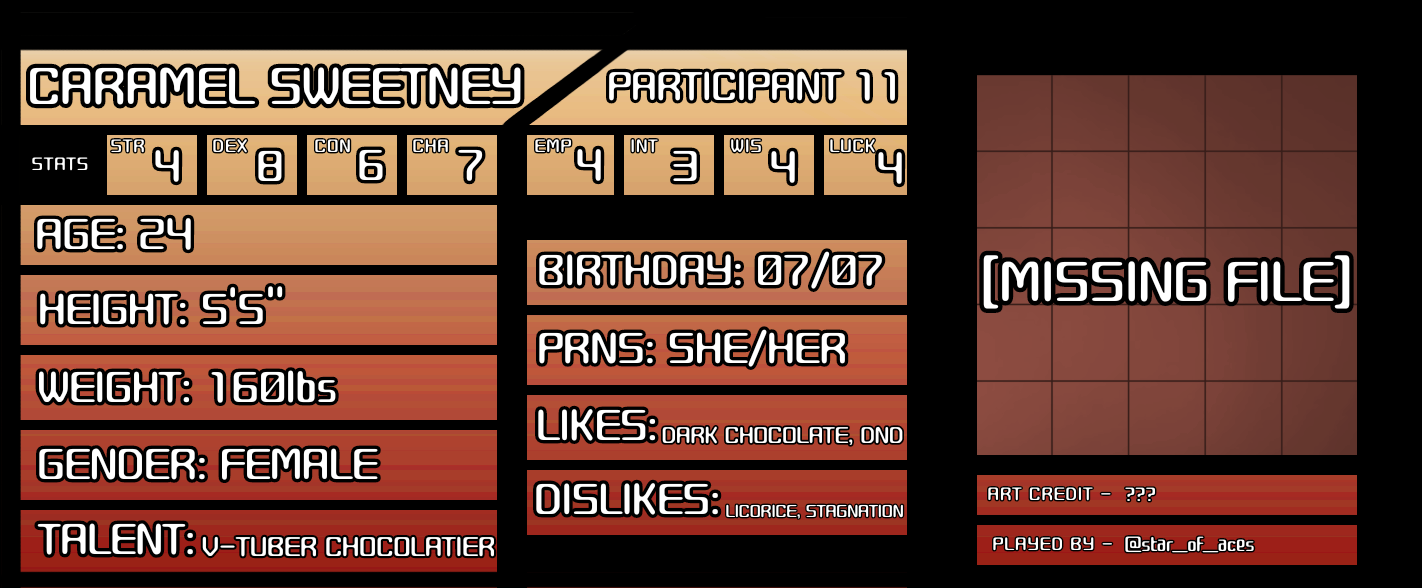 CARAMEL SWEETNEY
PARTICIPANT 11
STATS
STR 4
DEX 8
CON 6
CHA 7
EMP 4
INT 3
WIS 4
LUCK 4
AGE: 24
HEIGHT: 5'5"
WEIGHT: 160lbs
GENDER: FEMALE
TALENT: V-TUBER CHOCOLATIER
BIRTHDAY: 07/07
PRNS: SHE/HER
LIKES: DARK CHOCOLATE, DND
DISLIKES: LICORICE, STAGNATION
[MISSING FILE]
ART CREDIT - ???
PLAYED BY - @star_of_aces